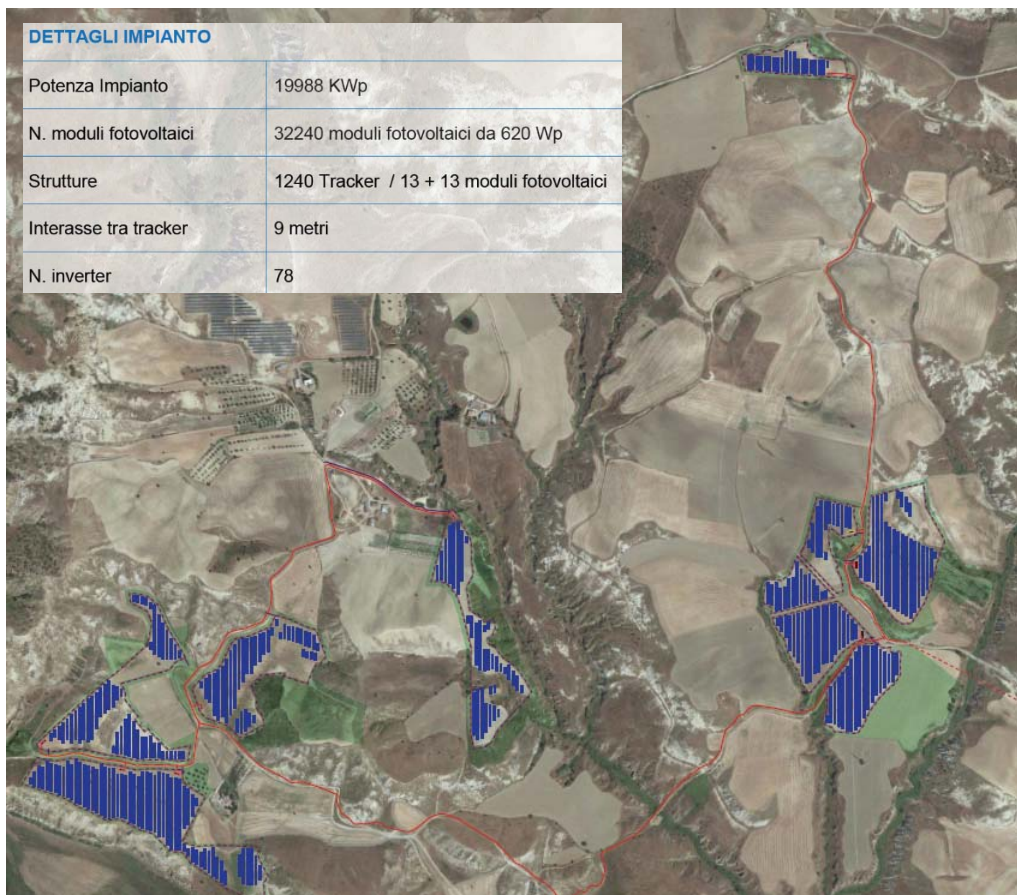 DETTAGLI IMPIANTO
Potenza Impianto 19988 KWp
N. moduli fotovoltaici 32240 moduli fotovoltaici da 620 Wp
Strutture 1240 Tracker / 13 + 13 moduli fotovoltaici
Interasse tra tracker 9 metri
N. inverter 78